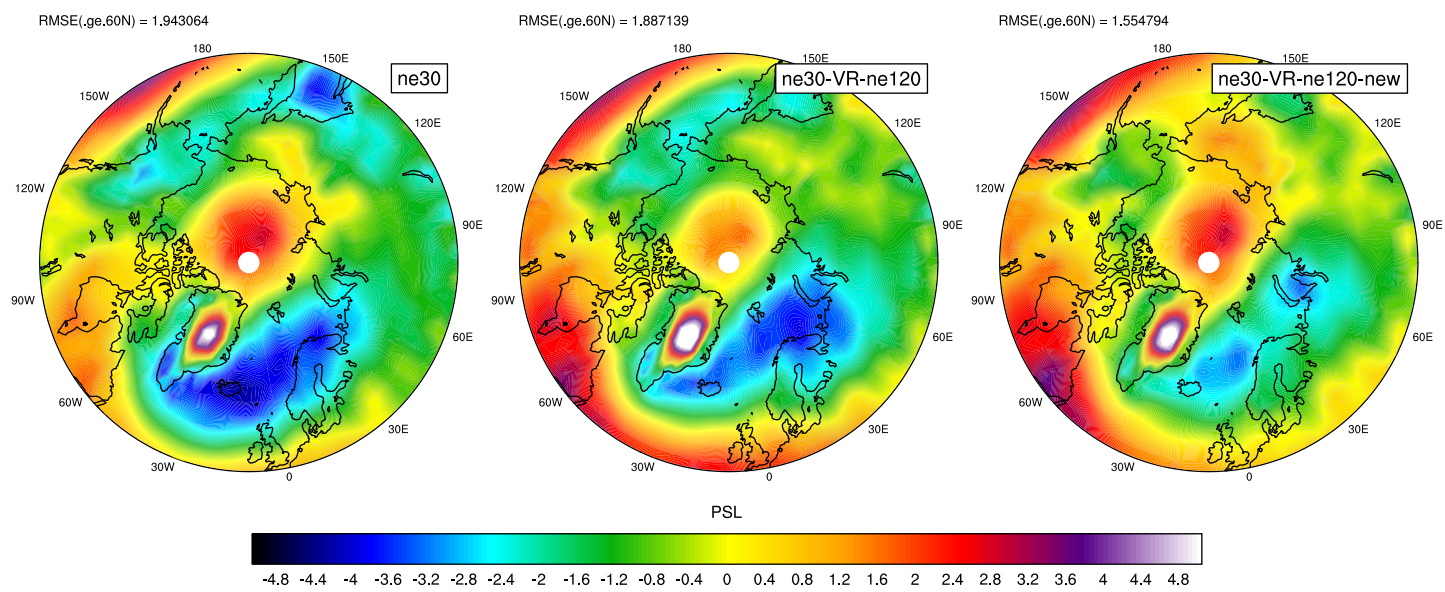 RMSE(.ge.60N) = 1.943064
180
150E
150W
ne30
120E
120W
90E
90W
60E
60W
30E
30W
0
RMSE(.ge.60N) = 1.887139
180
150E
150W
ne30-VR-ne120
120E
120W
90E
90W
60E
60W
30E
30W
0
RMSE(.ge.60N) = 1.554794
180
150E
150W
ne30-VR-ne120-new
120E
120W
90E
90W
60E
60W
30E
30W
0
PSL
-4.8 -4.4 -4 -3.6 -3.2 -2.8 -2.4 -2 -1.6 -1.2 -0.8 -0.4 0 0.4 0.8 1.2 1.6 2 2.4 2.8 3.2 3.6 4 4.4 4.8